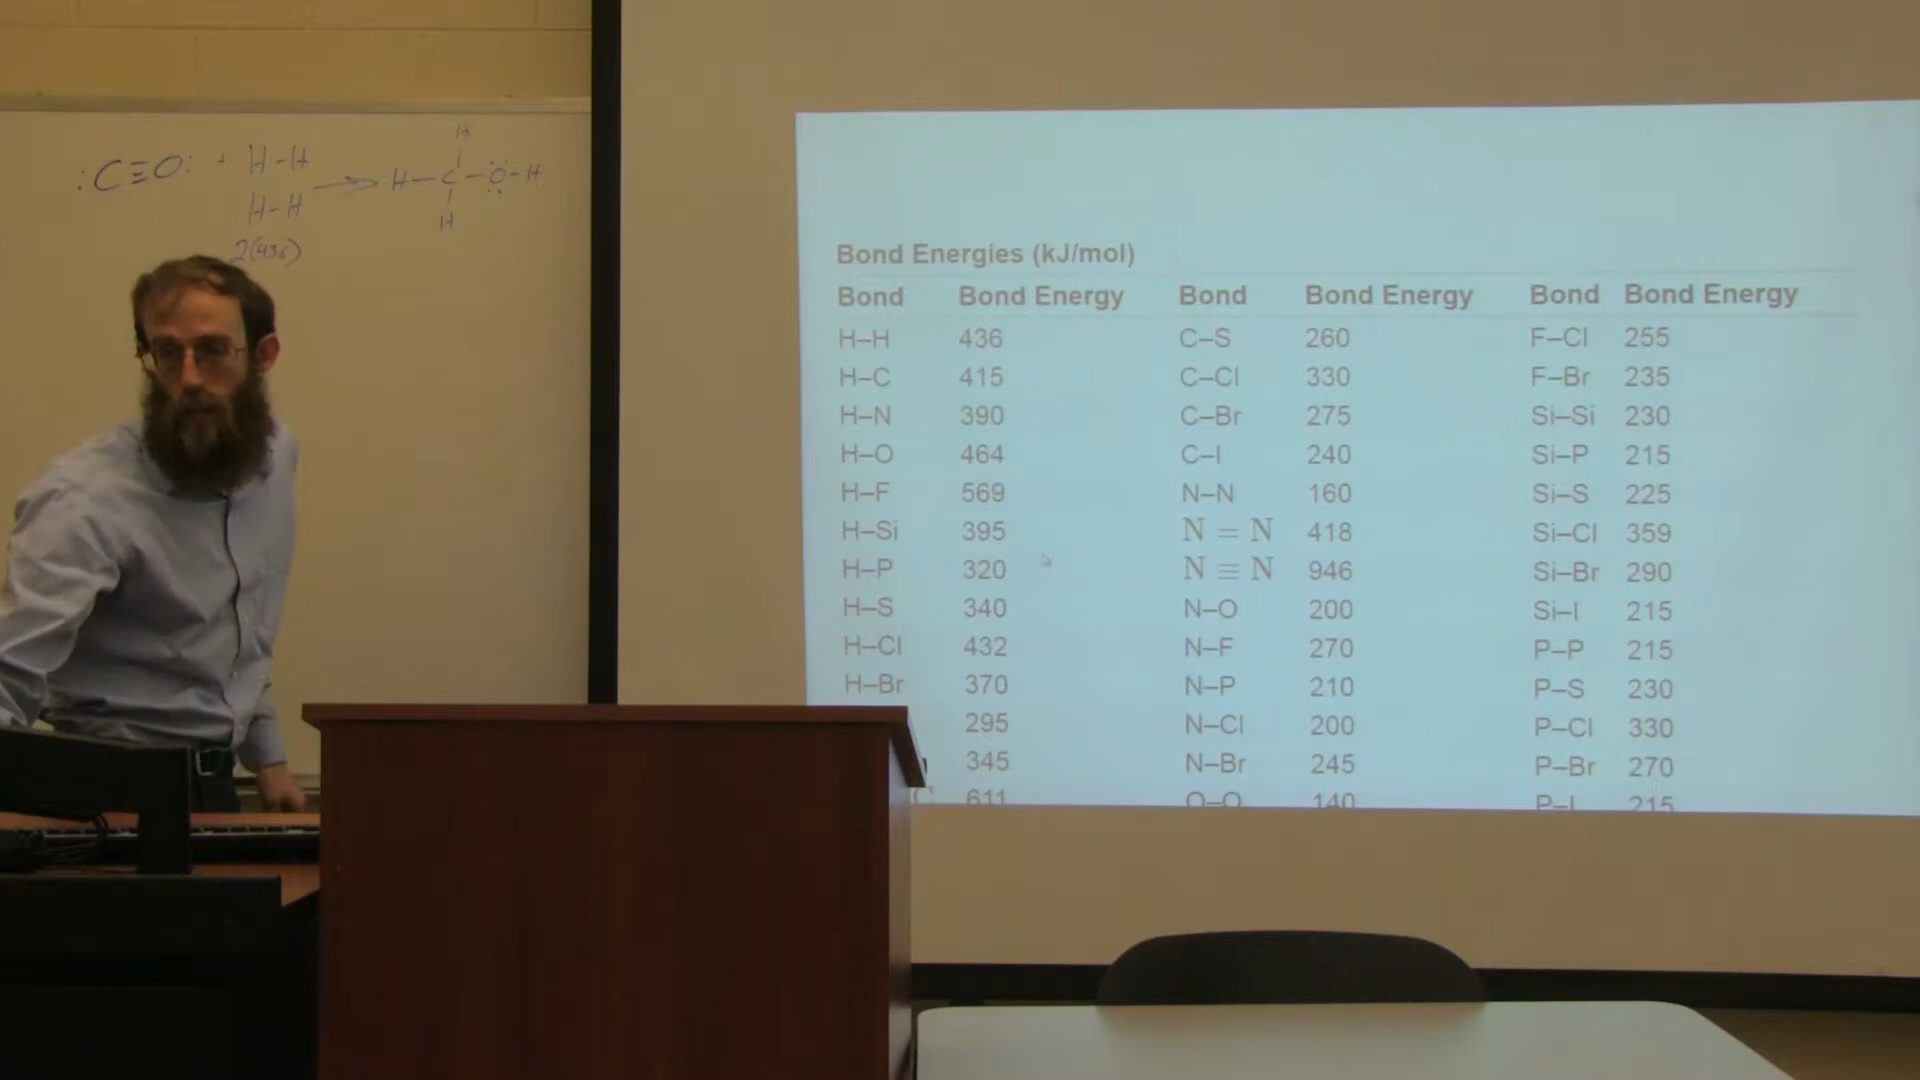 :C≡O: + H-H → H-C-O-H
H
H-H
H
2(436)
Bond Energies (kJ/mol)
Bond Bond Energy Bond Bond Energy Bond Bond Energy
H–H 436 C–S 260 F–Cl 255
H–C 415 C–Cl 330 F–Br 235
H–N 390 C–Br 275 Si–Si 230
H–O 464 C–I 240 Si–P 215
H–F 569 N–N 160 Si–S 225
H–Si 395 N = N 418 Si–Cl 359
H–P 320 N ≡ N 946 Si–Br 290
H–S 340 N–O 200 Si–I 215
H–Cl 432 N–F 270 P–P 215
H–Br 370 N–P 210 P–S 230
295 N–Cl 200 P–Cl 330
345 N–Br 245 P–Br 270
611 O–O 140 P–I 215